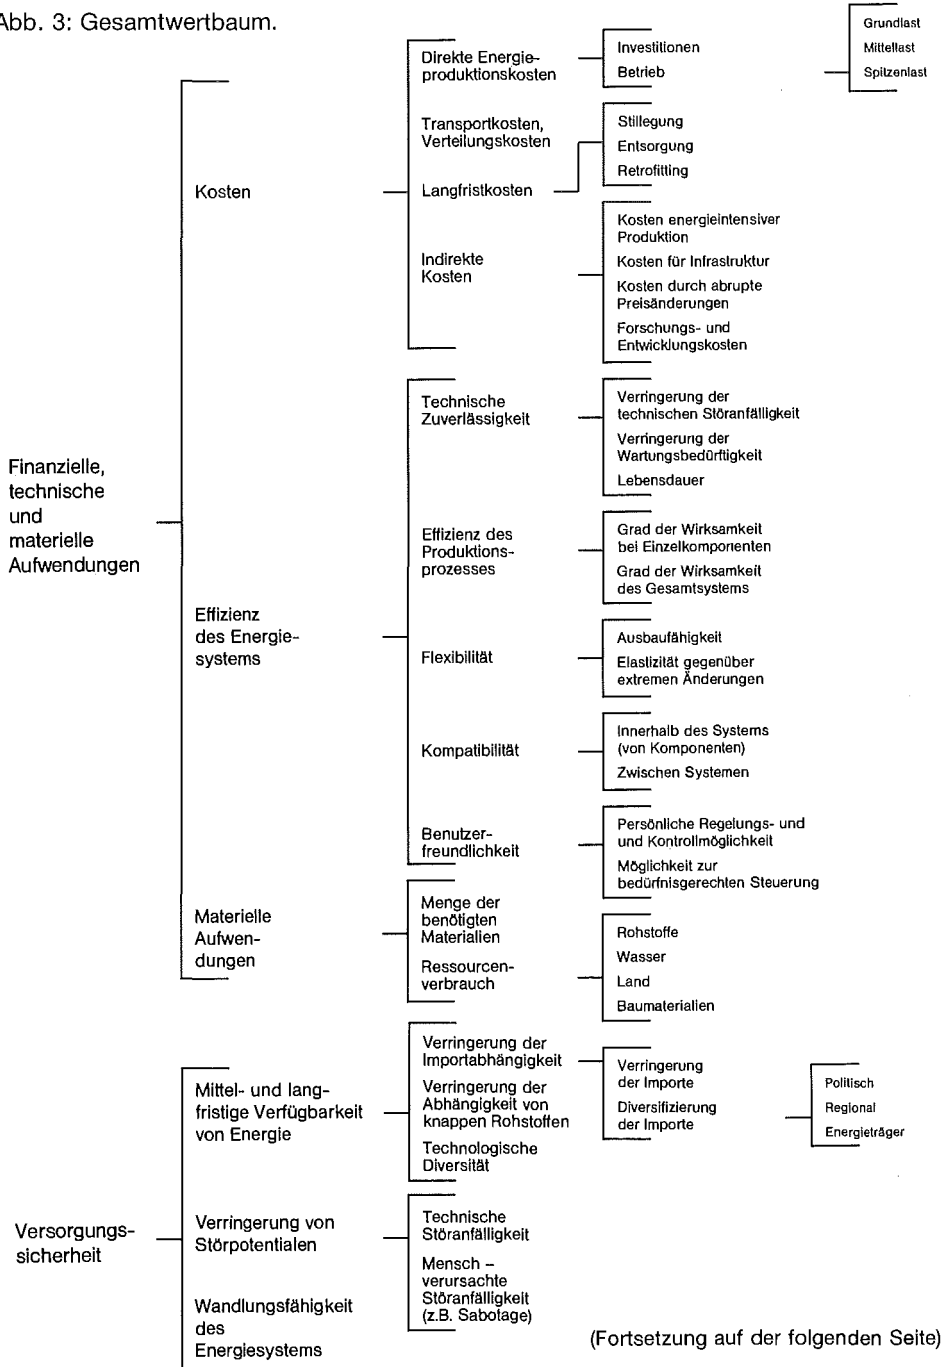 Abb. 3: Gesamtwertbaum.
Finanzielle,
technische
und
materielle
Aufwendungen
Kosten
Direkte Energie-
produktionskosten
Investitionen
Betrieb
Grundlast
Mittellast
Spitzenlast
Transportkosten,
Verteilungskosten
Langfristkosten
Stillegung
Entsorgung
Retrofitting
Indirekte
Kosten
Kosten energieintensiver
Produktion
Kosten für Infrastruktur
Kosten durch abrupte
Preisänderungen
Forschungs- und
Entwicklungskosten
Effizienz
des Energie-
systems
Technische
Zuverlässigkeit
Verringerung der
technischen Störanfälligkeit
Verringerung der
Wartungsbedürftigkeit
Lebensdauer
Effizienz des
Produktions-
prozesses
Grad der Wirksamkeit
bei Einzelkomponenten
Grad der Wirksamkeit
des Gesamtsystems
Flexibilität
Ausbaufähigkeit
Elastizität gegenüber
extremen Änderungen
Kompatibilität
Innerhalb des Systems
(von Komponenten)
Zwischen Systemen
Benutzer-
freundlichkeit
Persönliche Regelungs- und
und Kontrollmöglichkeit
Möglichkeit zur
bedürfnisgerechten Steuerung
Materielle
Aufwen-
dungen
Menge der
benötigten
Materialien
Ressourcen-
verbrauch
Rohstoffe
Wasser
Land
Baumaterialien
Versorgungs-
sicherheit
Mittel- und lang-
fristige Verfügbarkeit
von Energie
Verringerung der
Importabhängigkeit
Verringerung
der Importe
Diversifizierung
der Importe
Politisch
Regional
Energieträger
Verringerung der
Abhängigkeit von
knappen Rohstoffen
Technologische
Diversität
Verringerung von
Störpotentialen
Technische
Störanfälligkeit
Mensch –
verursachte
Störanfälligkeit
(z.B. Sabotage)
Wandlungsfähigkeit
des
Energiesystems
(Fortsetzung auf der folgenden Seite)